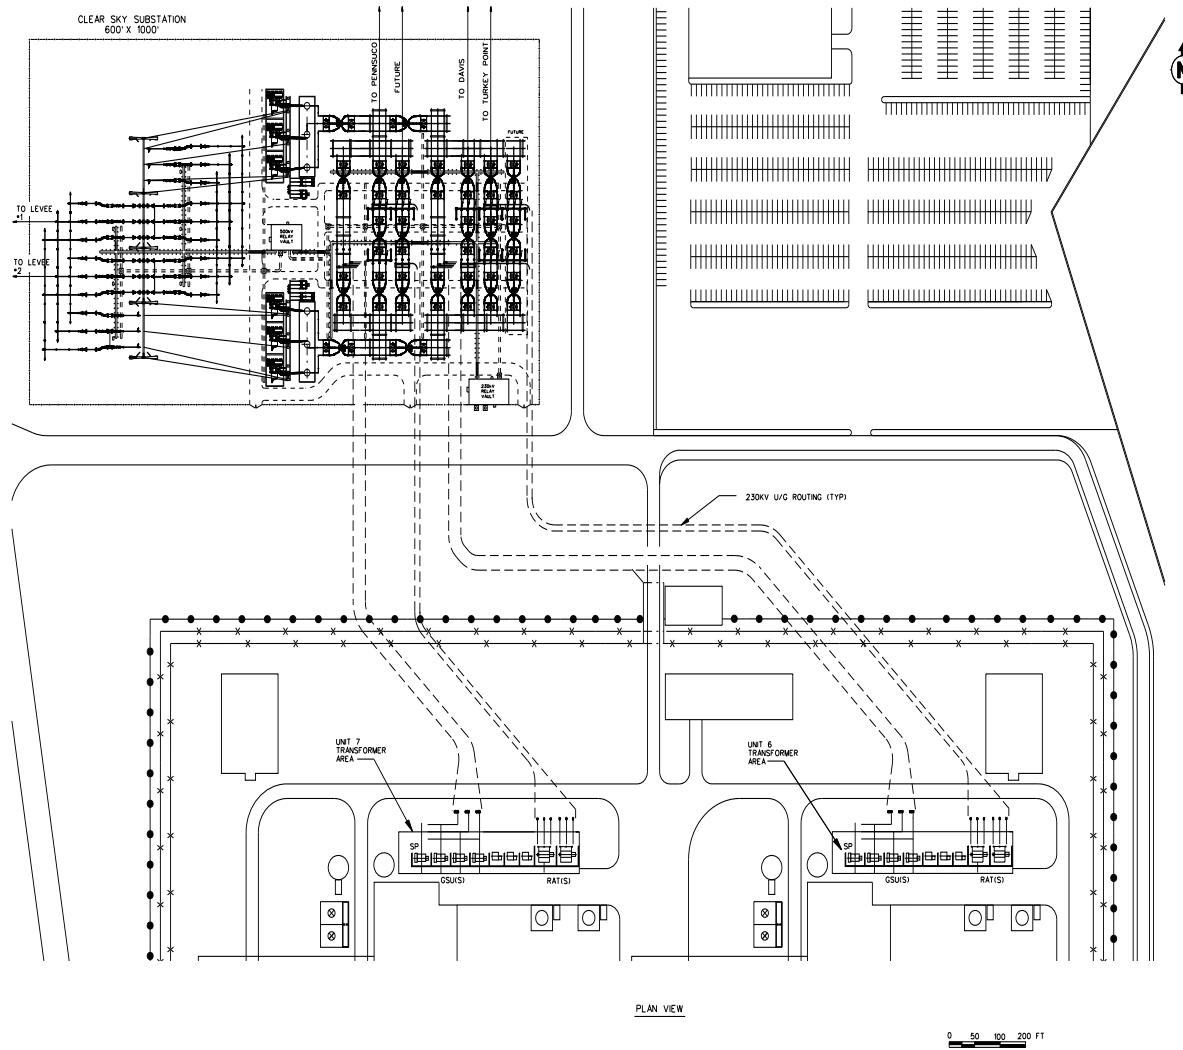 CLEAR SKY SUBSTATION
600' X 1000'
TO PENNSUCO
FUTURE
TO DAVIS
TO TURKEY POINT
N
FUTURE
TO LEVEE
*1
500kV
RELAY
VAULT
TO LEVEE
*2
230kV
RELAY
VAULT
230KV U/G ROUTING (TYP)
UNIT 7
TRANSFORMER
AREA
UNIT 6
TRANSFORMER
AREA
SP
SP
GSU(S)
RAT(S)
GSU(S)
RAT(S)
PLAN VIEW
0 50 100 200 FT